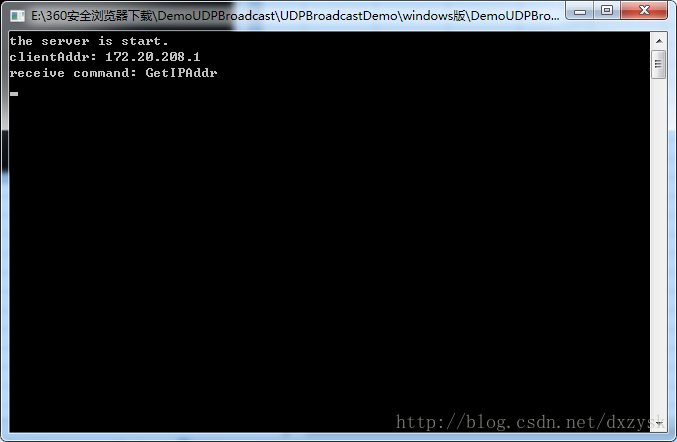 E:\360安全浏览器下载\DemoUDPBroadcast\UDPBroadcastDemo\windows版\DemoUDPBro...
the server is start.
clientAddr: 172.20.208.1
receive command: GetIPAddr
http://blog.csdn.net/dxzysk